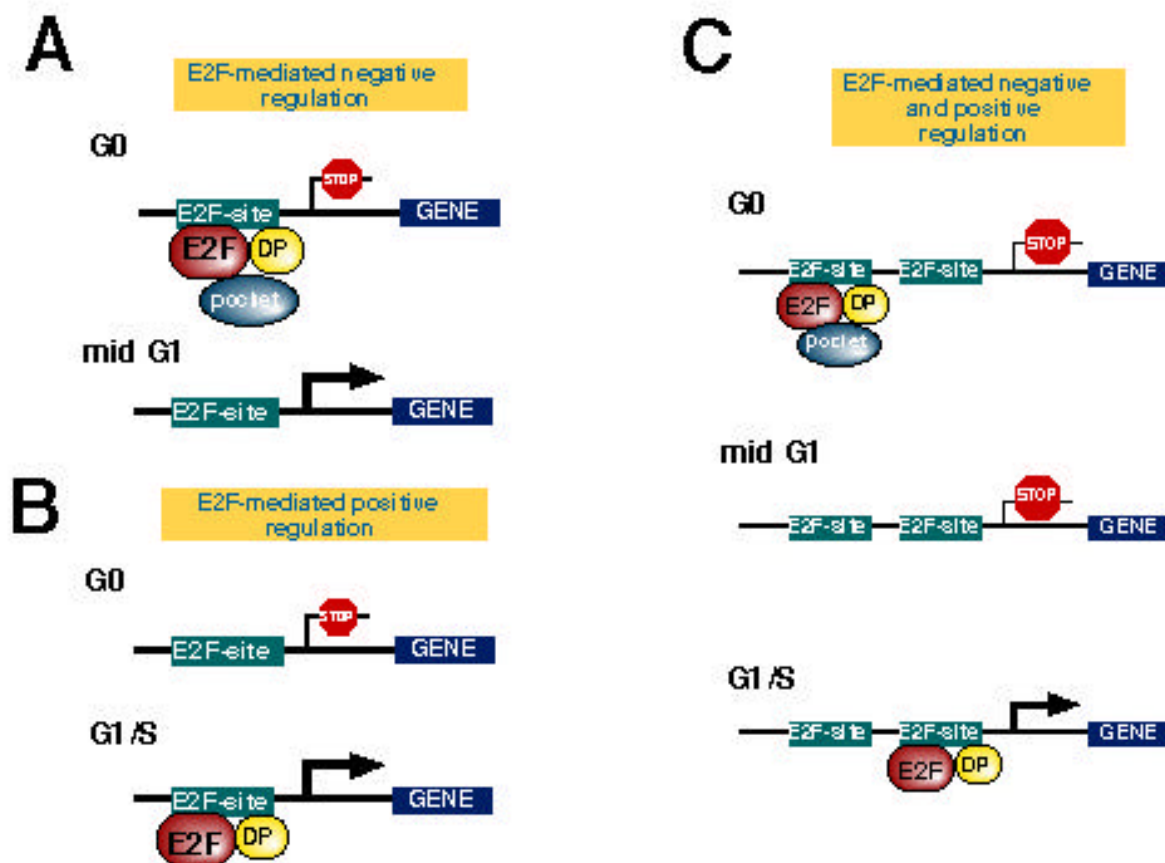 A
E2F-mediated negative
regulation
G0
STOP
E2F-site
GENE
E2F
DP
pocket
mid G1
E2F-site
GENE
B
E2F-mediated positive
regulation
G0
STOP
E2F-site
GENE
G1/S
E2F-site
GENE
E2F
DP
C
E2F-mediated negative
and positive
regulation
G0
STOP
E2F-site E2F-site
GENE
E2F
DP
pocket
mid G1
STOP
E2F-site E2F-site
GENE
G1/S
E2F-site E2F-site
GENE
E2F
DP